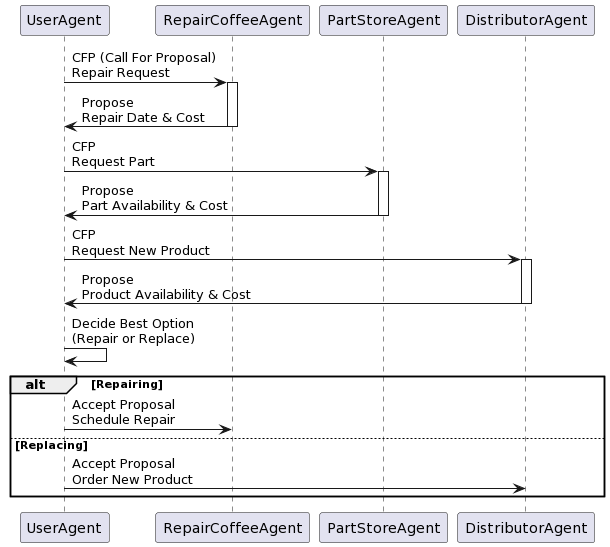 UserAgent RepairCoffeeAgent PartStoreAgent DistributorAgent
CFP (Call For Proposal)
Repair Request
Propose
Repair Date & Cost
CFP
Request Part
Propose
Part Availability & Cost
CFP
Request New Product
Propose
Product Availability & Cost
Decide Best Option
(Repair or Replace)
alt [Repairing]
Accept Proposal
Schedule Repair
[Replacing]
Accept Proposal
Order New Product
UserAgent RepairCoffeeAgent PartStoreAgent DistributorAgent